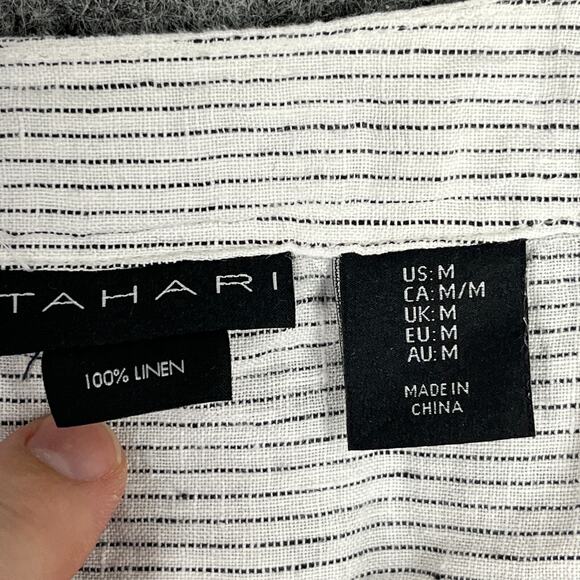 TAHARI
100% LINEN
US: M
CA: M/M
UK: M
EU: M
AU: M
MADE IN
CHINA